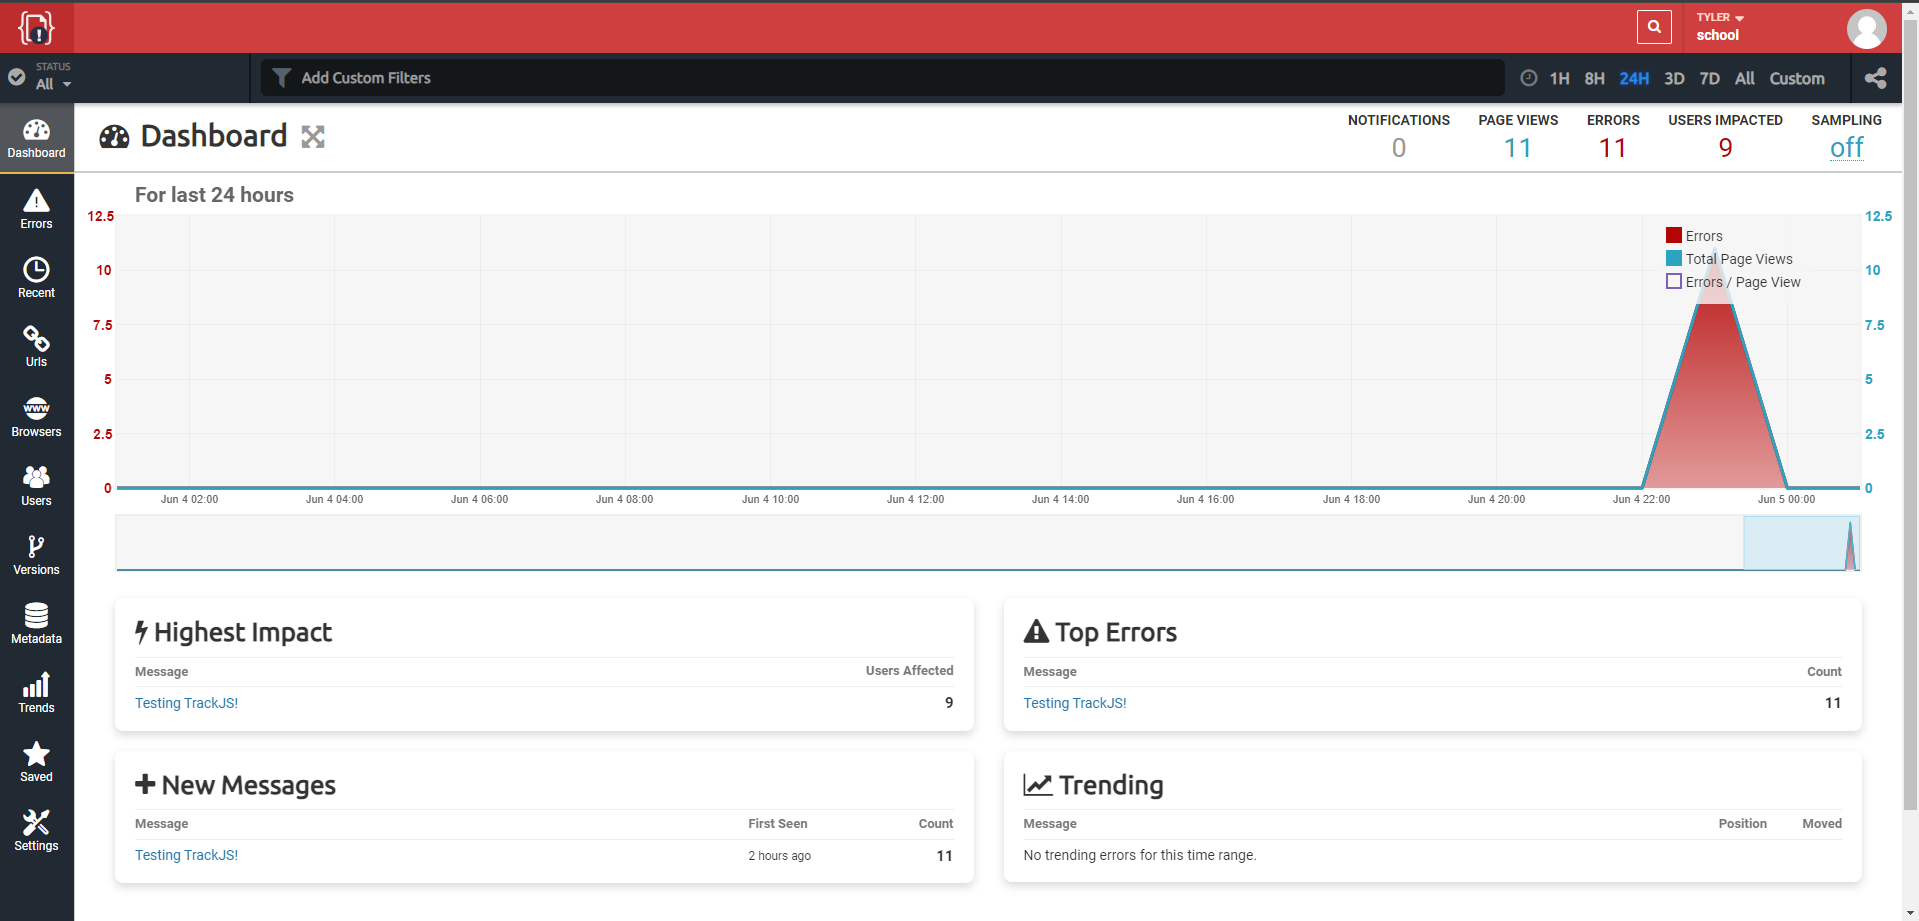 TYLER
school
STATUS
All
Add Custom Filters
1H 8H 24H 3D 7D All Custom
Dashboard
Errors
Recent
Urls
www
Browsers
Users
Versions
Metadata
Trends
Saved
Settings
Dashboard
NOTIFICATIONS PAGE VIEWS ERRORS USERS IMPACTED SAMPLING
0 11 11 9 off
For last 24 hours
12.5 12.5
Errors
Total Page Views
10 10
Errors / Page View
7.5 7.5
5 5
2.5 2.5
0 0
Jun 4 02:00 Jun 4 04:00 Jun 4 06:00 Jun 4 08:00 Jun 4 10:00 Jun 4 12:00 Jun 4 14:00 Jun 4 16:00 Jun 4 18:00 Jun 4 20:00 Jun 4 22:00 Jun 5 00:00
Highest Impact
Message Users Affected
Testing TrackJS! 9
Top Errors
Message Count
Testing TrackJS! 11
New Messages
Message First Seen Count
Testing TrackJS! 2 hours ago 11
Trending
Message Position Moved
No trending errors for this time range.